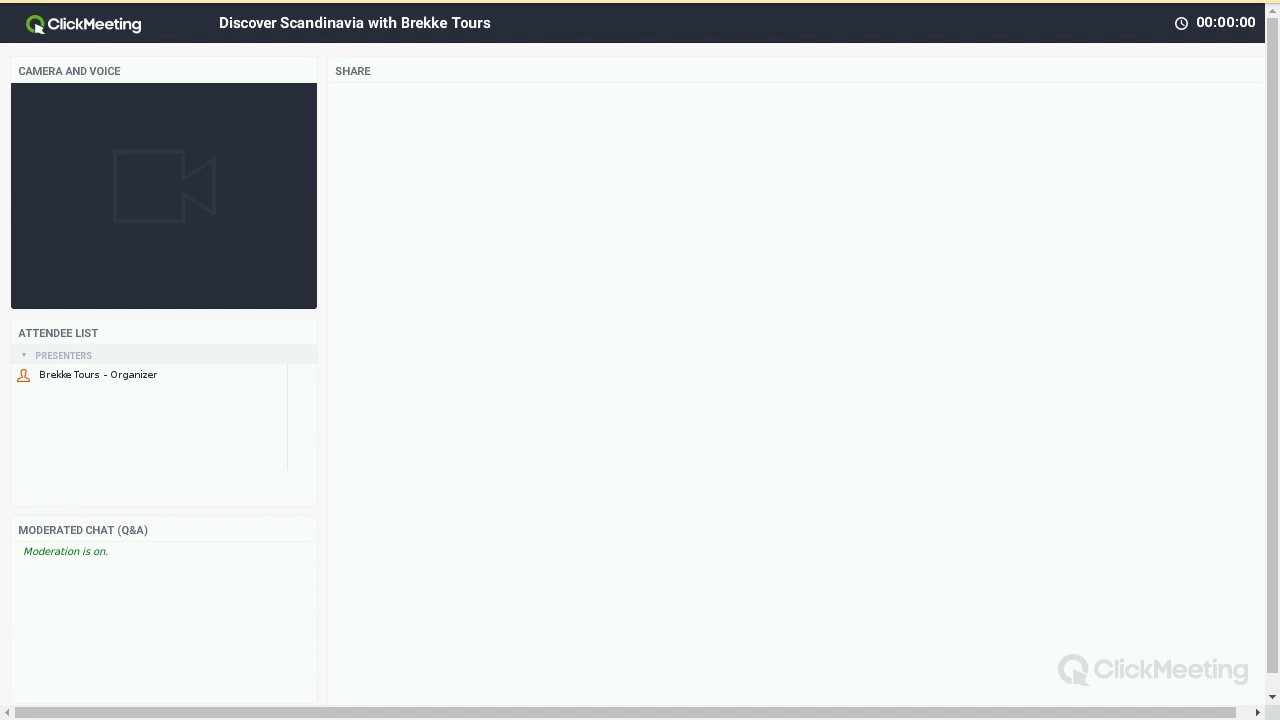 ClickMeeting
Discover Scandinavia with Brekke Tours
00:00:00
CAMERA AND VOICE
SHARE
ATTENDEE LIST
PRESENTERS
Brekke Tours - Organizer
MODERATED CHAT (Q&A)
Moderation is on.
ClickMeeting